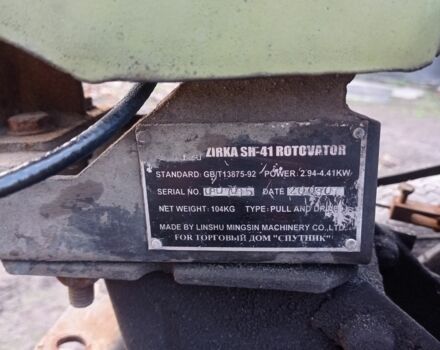 ZIRKA SH-41 ROTOVATOR
STANDARD: GB/T13875-92 POWER: 2.94-4.41KW
SERIAL NO. DATE
NET WEIGHT: 104KG TYPE: PULL AND DRIVE
MADE BY LINSHU MINGSIN MACHINERY CO.,LTD.
FOR ТОРГОВЫЙ ДОМ "СПУТНИК"